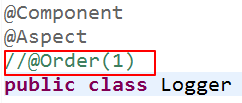 @Component
@Aspect
//@Order(1)
public class Logger